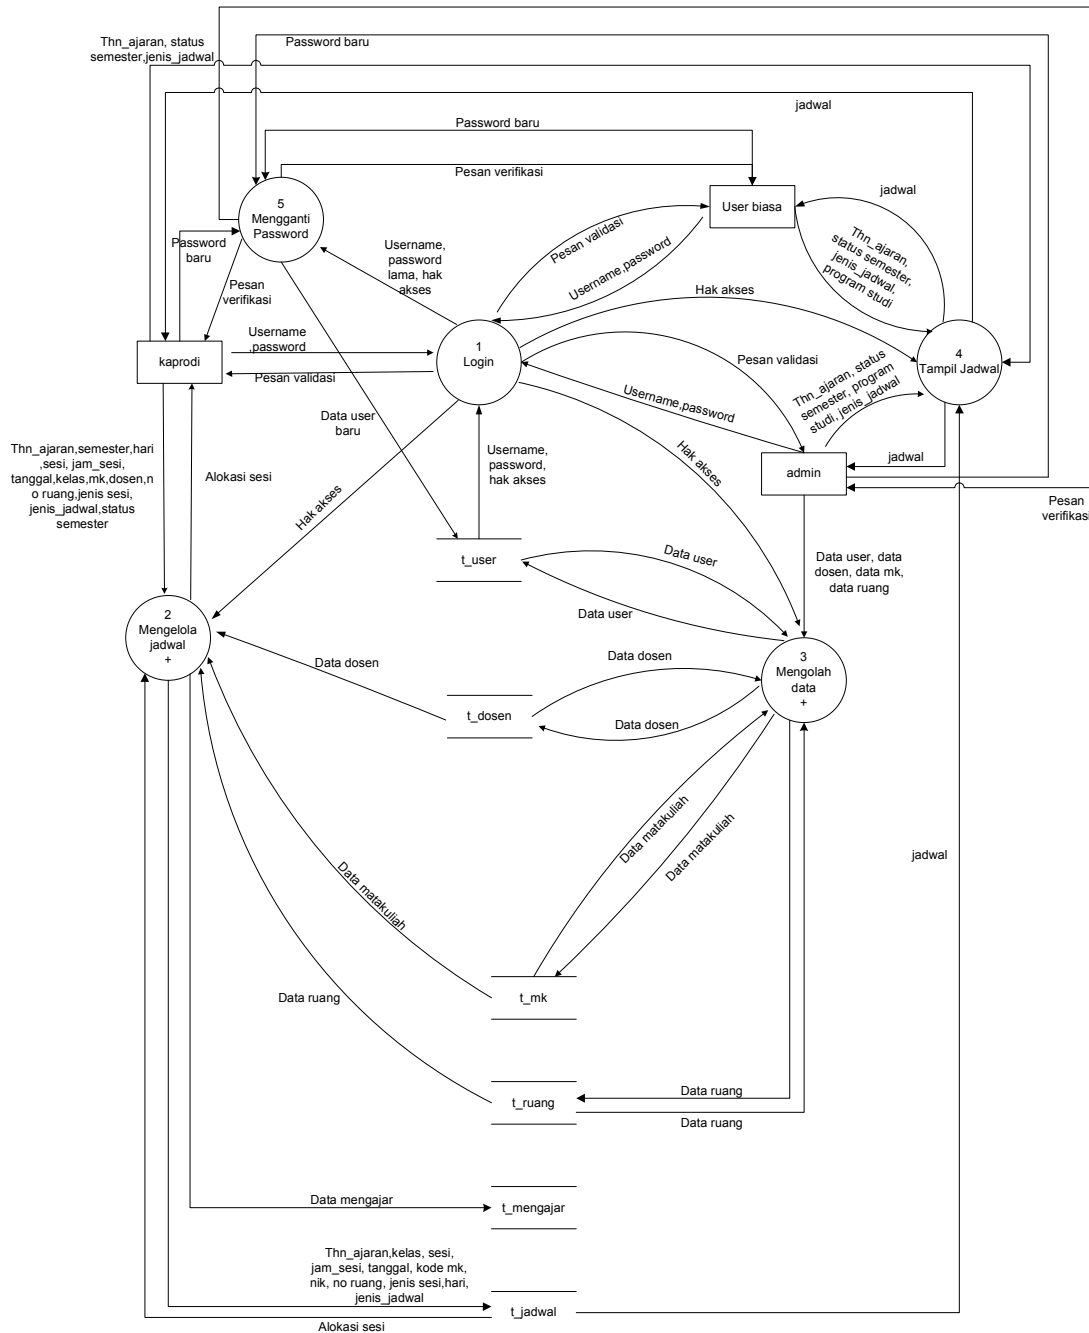 Thn_ajaran, status
semester,jenis_jadwal
Password baru
jadwal
Password baru
Pesan verifikasi
5
Mengganti
Password
User biasa
jadwal
Password
baru
Username,
password
lama, hak
akses
Pesan validasi
Username,password
Thn_ajaran,
status semester,
jenis_jadwal,
program studi
Pesan
verifikasi
Hak akses
Username
,password
kaprodi
Pesan validasi
1
Login
Pesan validasi
4
Tampil Jadwal
Username,password
Thn_ajaran, status
semester, program
studi, jenis_jadwal
Data user
baru
Thn_ajaran,semester,hari
,sesi, jam_sesi,
tanggal,kelas,mk,dosen,n
o ruang,jenis sesi,
jenis_jadwal,status
semester
Alokasi sesi
Username,
password,
hak akses
Hak akses
jadwal
admin
Pesan
verifikasi
Hak akses
t_user
Data user
Data user, data
dosen, data mk,
data ruang
Data user
2
Mengelola
jadwal
+
Data dosen
Data dosen
3
Mengolah
data
+
t_dosen
Data dosen
Data matakuliah
Data matakuliah
jadwal
Data matakuliah
Data ruang
t_mk
t_ruang
Data ruang
Data ruang
Data mengajar
t_mengajar
Thn_ajaran,kelas, sesi,
jam_sesi, tanggal, kode mk,
nik, no ruang, jenis sesi,hari,
jenis_jadwal
t_jadwal
Alokasi sesi